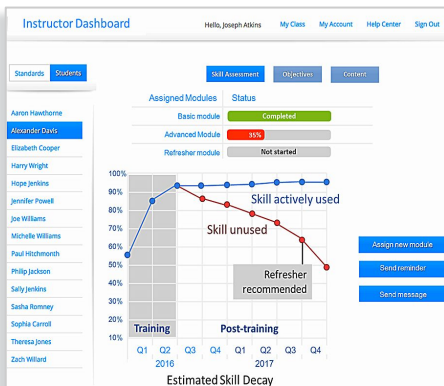 Instructor Dashboard
Hello, Joseph Atkins My Class My Account Help Center Sign Out
Standards Students
Skill Assessment Objectives Content
Aaron Hawthorne
Alexander Davis
Elizabeth Cooper
Harry Wright
Hope Jenkins
Jennifer Powell
Joe Williams
Michelle Williams
Paul Hitchmonth
Philip Jackson
Sally Jenkins
Sasha Romney
Sophia Carroll
Theresa Jones
Zach Willard
Assigned Modules Status
Basic module Completed
Advanced Module 35%
Refresher module Not started
100%
90%
80%
70%
60%
50%
40%
30%
20%
10%
Skill actively used
Skill unused
Refresher
recommended
Training Post-training
Q1 Q2 Q3 Q4 Q1 Q2 Q3 Q4
2016 2017
Estimated Skill Decay
Assign new module
Send reminder
Send message